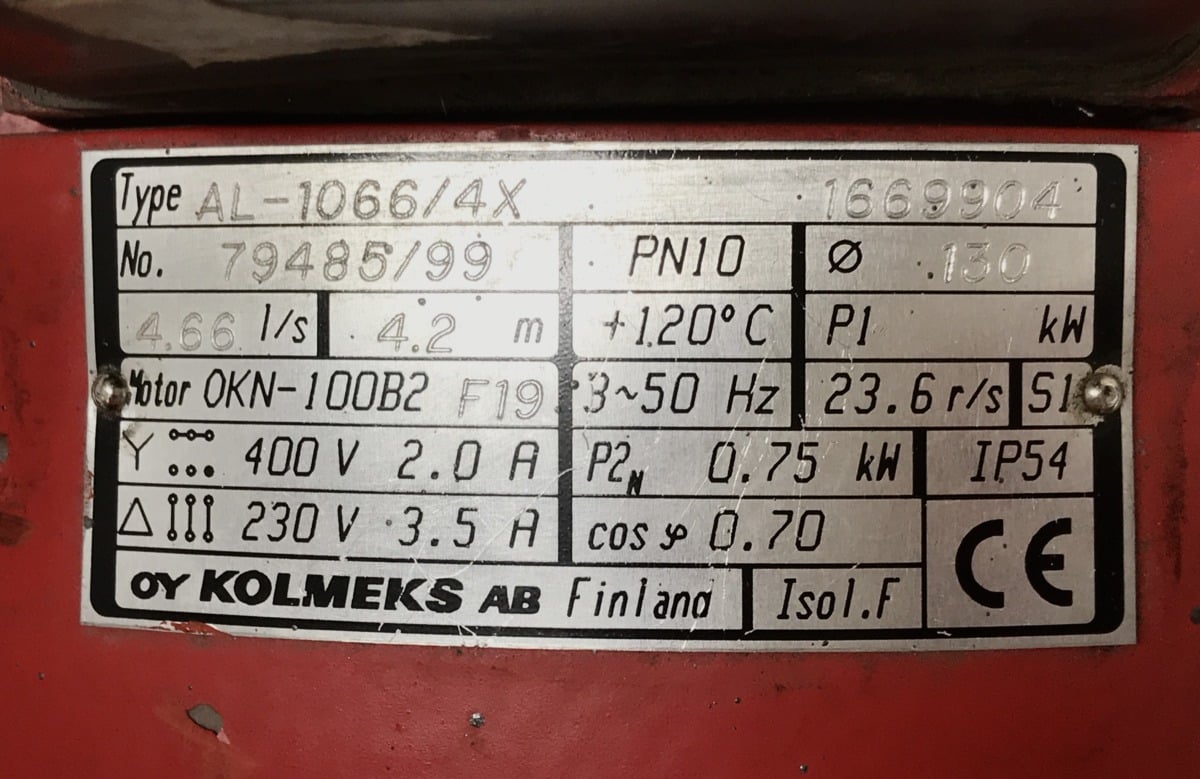 Type AL-1066/4X 1669904
No. 79485/99 PN10 Ø 130
4.66 l/s 4.2 m +120°C P1 kW
Motor OKN-100B2 F19 3~50 Hz 23.6 r/s S1
Y 400 V 2.0 A P2N 0.75 kW IP54
Δ 230 V 3.5 A cos φ 0.70 CE
OY KOLMEKS AB Finland Isol.F